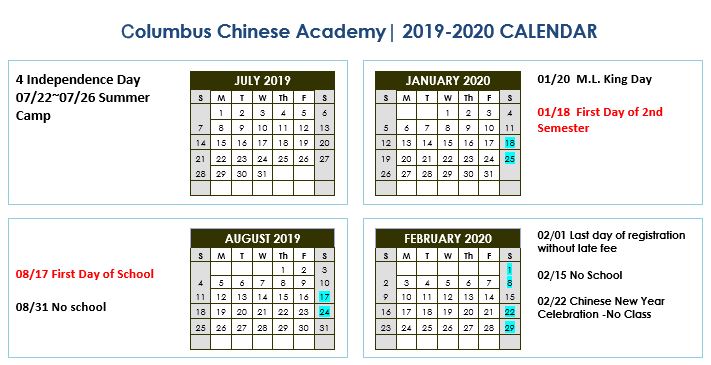 Columbus Chinese Academy| 2019-2020 CALENDAR
4 Independence Day
07/22~07/26 Summer
Camp
JULY 2019
S M T W Th F S
1 2 3 4 5 6
7 8 9 10 11 12 13
14 15 16 17 18 19 20
21 22 23 24 25 26 27
28 29 30 31
JANUARY 2020
S M T W Th F S
1 2 3 4
5 6 7 8 9 10 11
12 13 14 15 16 17 18
19 20 21 22 23 24 25
26 27 28 29 30 31
01/20 M.L. King Day
01/18 First Day of 2nd
Semester
08/17 First Day of School
08/31 No school
AUGUST 2019
S M T W Th F S
1 2 3
4 5 6 7 8 9 10
11 12 13 14 15 16 17
18 19 20 21 22 23 24
25 26 27 28 29 30 31
FEBRUARY 2020
S M T W Th F S
1
2 3 4 5 6 7 8
9 10 11 12 13 14 15
16 17 18 19 20 21 22
23 24 25 26 27 28 29
02/01 Last day of registration
without late fee
02/15 No School
02/22 Chinese New Year
Celebration -No Class